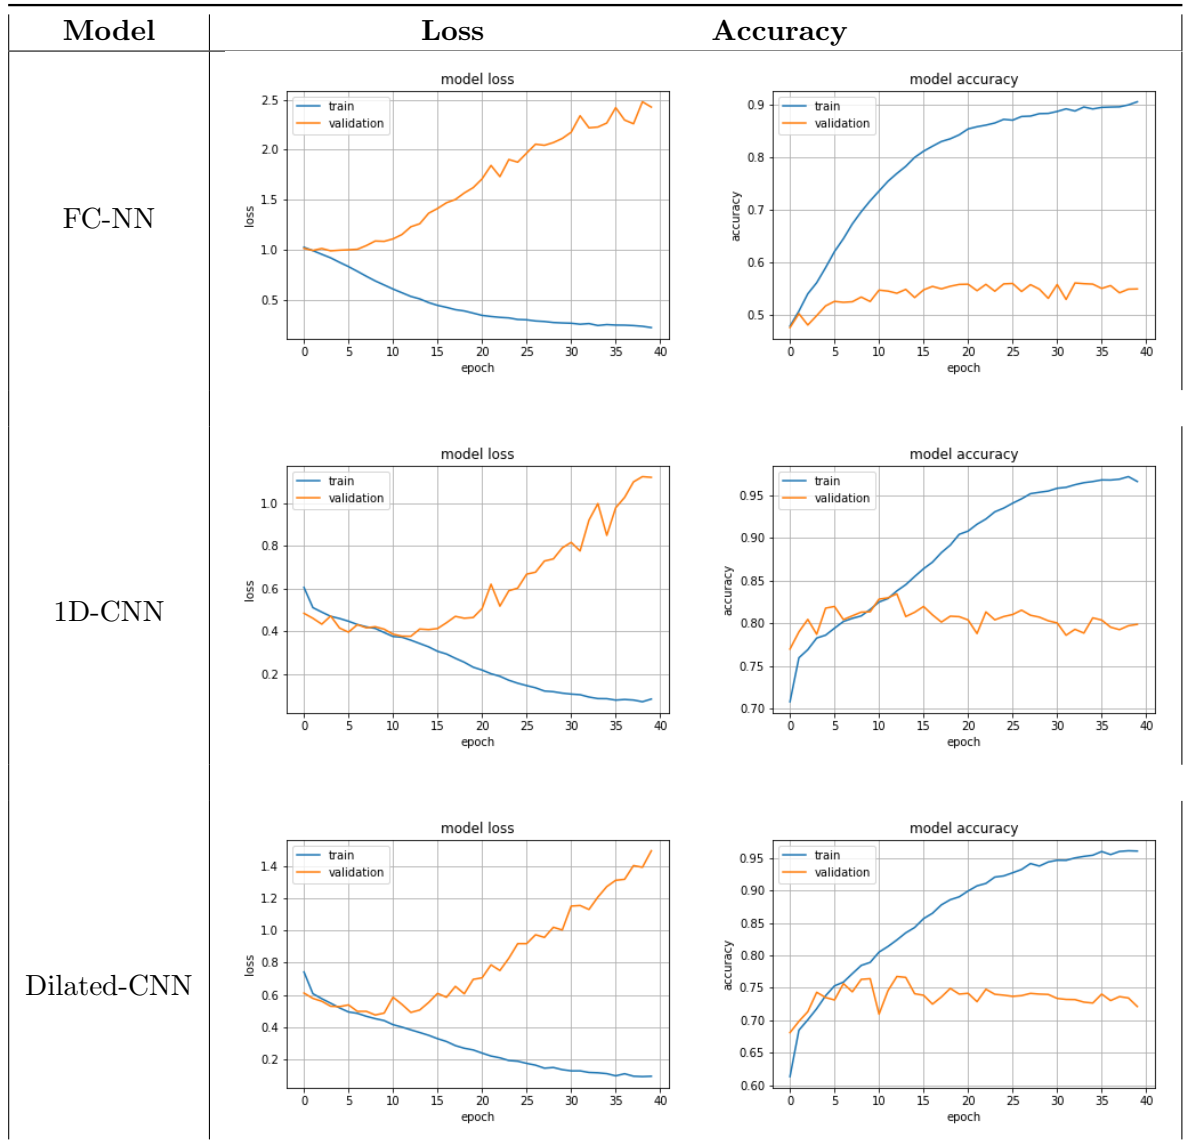 Model Loss Accuracy
FC-NN
model loss
train
validation
2.5
2.0
1.5
1.0
0.5
loss
0 5 10 15 20 25 30 35 40
epoch
model accuracy
train
validation
0.9
0.8
0.7
0.6
0.5
accuracy
0 5 10 15 20 25 30 35 40
epoch
1D-CNN
model loss
train
validation
1.0
0.8
0.6
0.4
0.2
loss
0 5 10 15 20 25 30 35 40
epoch
model accuracy
train
validation
0.95
0.90
0.85
0.80
0.75
0.70
accuracy
0 5 10 15 20 25 30 35 40
epoch
Dilated-CNN
model loss
train
validation
1.4
1.2
1.0
0.8
0.6
0.4
0.2
loss
0 5 10 15 20 25 30 35 40
epoch
model accuracy
train
validation
0.95
0.90
0.85
0.80
0.75
0.70
0.65
0.60
accuracy
0 5 10 15 20 25 30 35 40
epoch